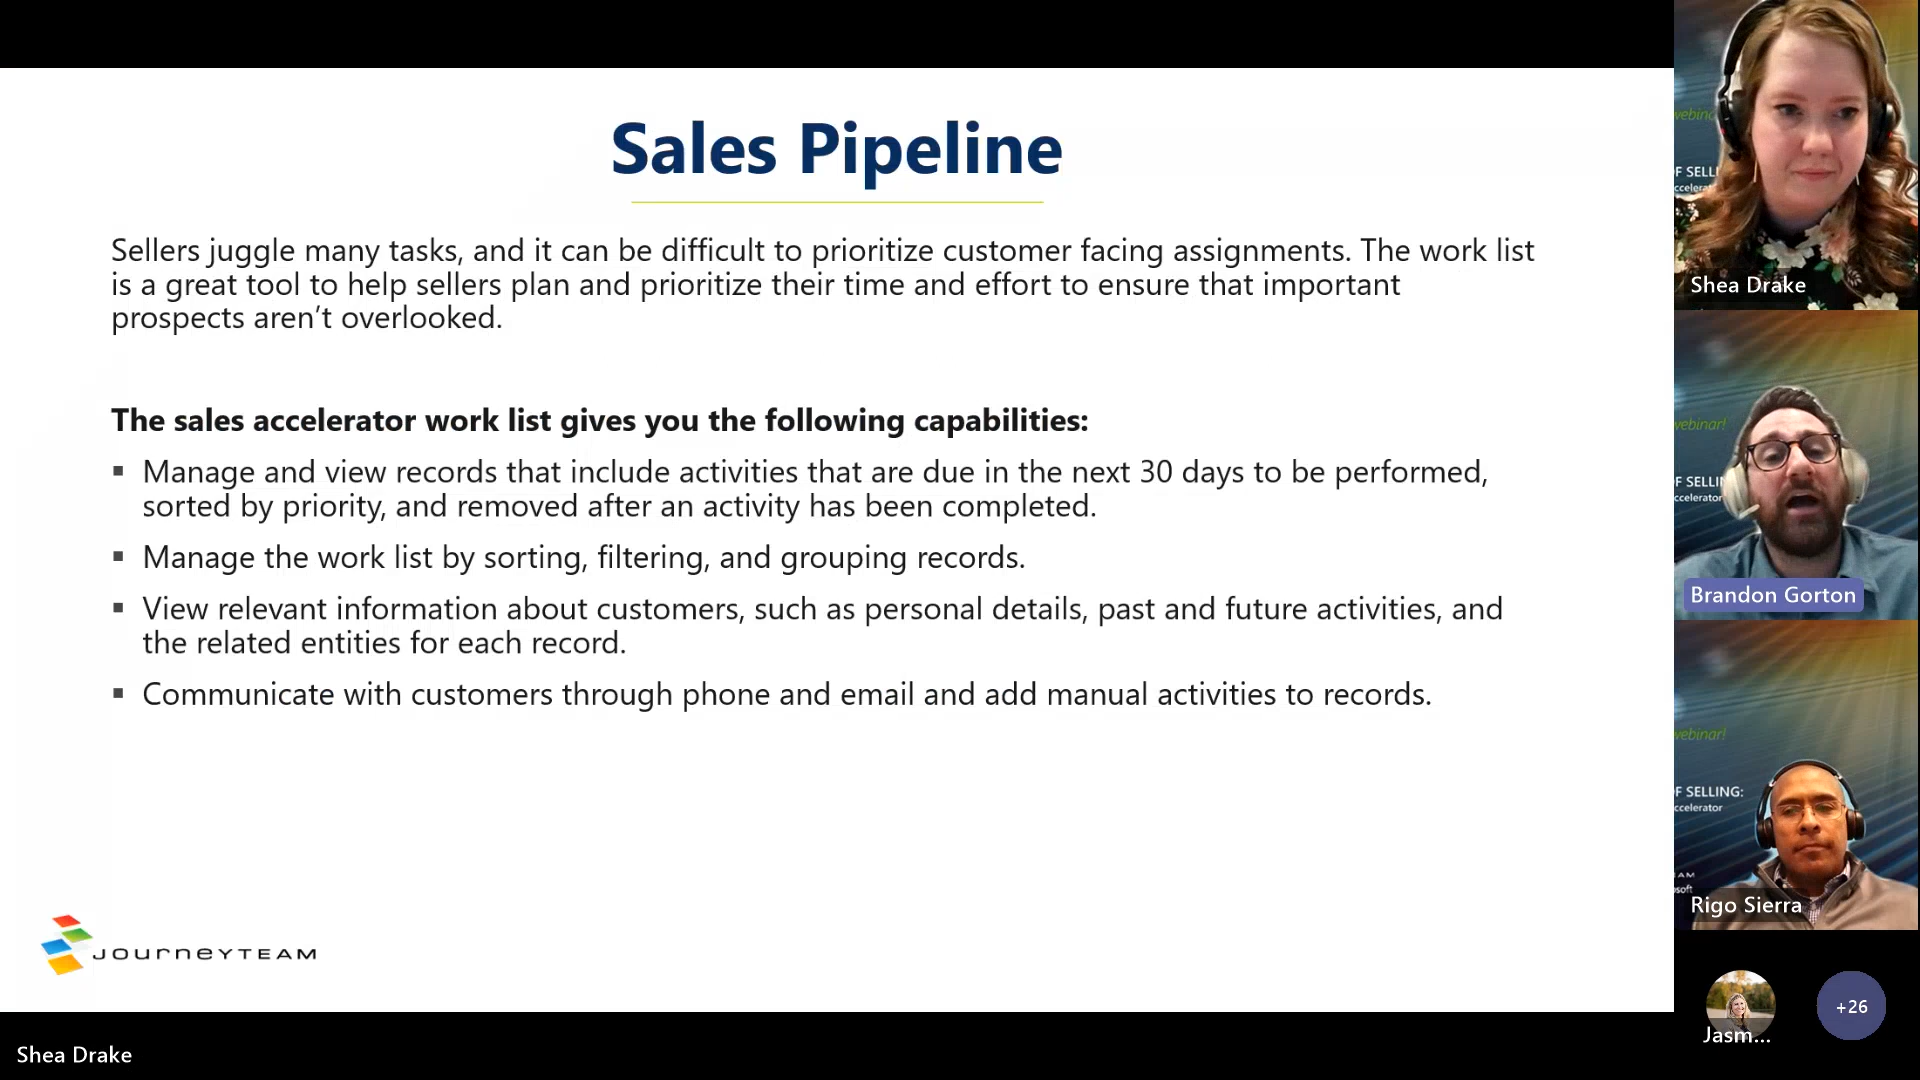 Sales Pipeline
Sellers juggle many tasks, and it can be difficult to prioritize customer facing assignments. The work list
is a great tool to help sellers plan and prioritize their time and effort to ensure that important
prospects aren't overlooked.
The sales accelerator work list gives you the following capabilities:
▪ Manage and view records that include activities that are due in the next 30 days to be performed,
sorted by priority, and removed after an activity has been completed.
▪ Manage the work list by sorting, filtering, and grouping records.
▪ View relevant information about customers, such as personal details, past and future activities, and
the related entities for each record.
▪ Communicate with customers through phone and email and add manual activities to records.
JOURNEYTEAM
Shea Drake
Shea Drake
webinar!
Brandon Gorton
webinar!
F SELLING:
ccelerator
Rigo Sierra
Jasm...
+26